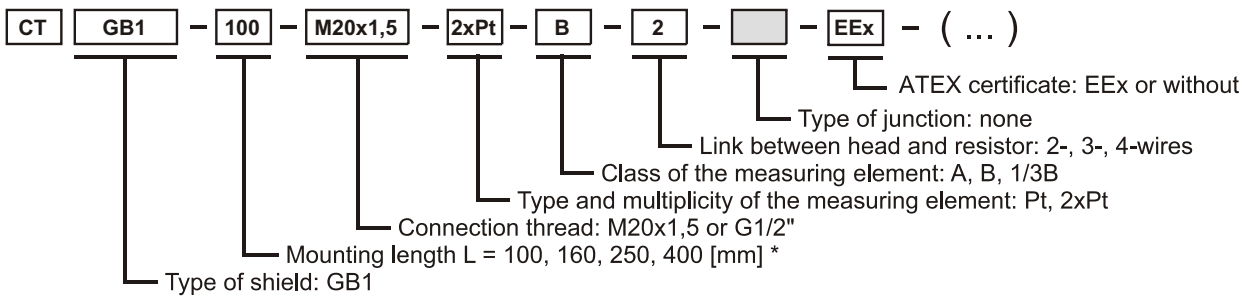 CT GB1 – 100 – M20x1,5 – 2xPt – B – 2 – – EEx – ( ... )
ATEX certificate: EEx or without
Type of junction: none
Link between head and resistor: 2-, 3-, 4-wires
Class of the measuring element: A, B, 1/3B
Type and multiplicity of the measuring element: Pt, 2xPt
Connection thread: M20x1,5 or G1/2"
Mounting length L = 100, 160, 250, 400 [mm] *
Type of shield: GB1